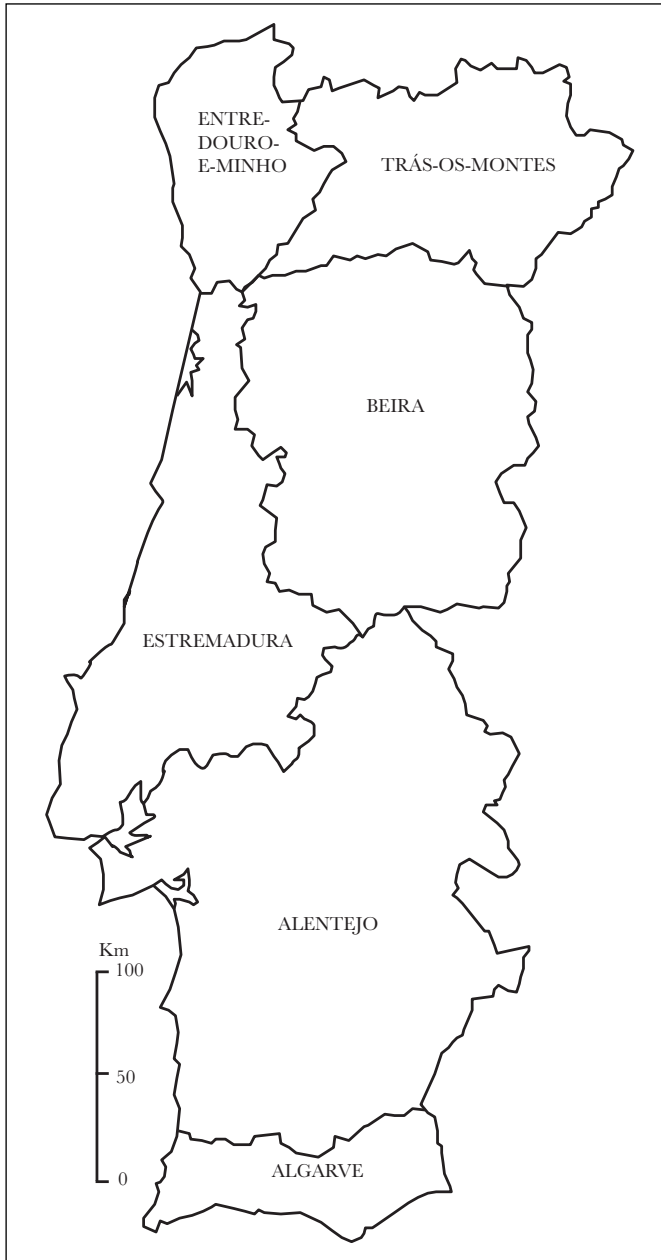 ENTRE-
DOURO-
E-MINHO
TRÁS-OS-MONTES
BEIRA
ESTREMADURA
ALENTEJO
Km
100
50
0
ALGARVE